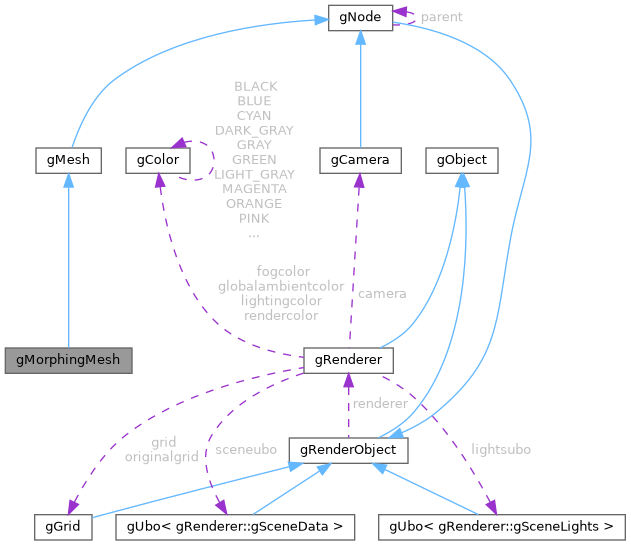 gNode
parent
BLACK
BLUE
CYAN
DARK_GRAY
GRAY
GREEN
LIGHT_GRAY
MAGENTA
ORANGE
PINK
...
gMesh
gColor
gCamera
gObject
fogcolor
globalambientcolor
lightingcolor
rendercolor
camera
gMorphingMesh
gRenderer
renderer
grid
originalgrid
sceneubo
gRenderObject
lightsubo
gGrid
gUbo< gRenderer::gSceneData >
gUbo< gRenderer::gSceneLights >